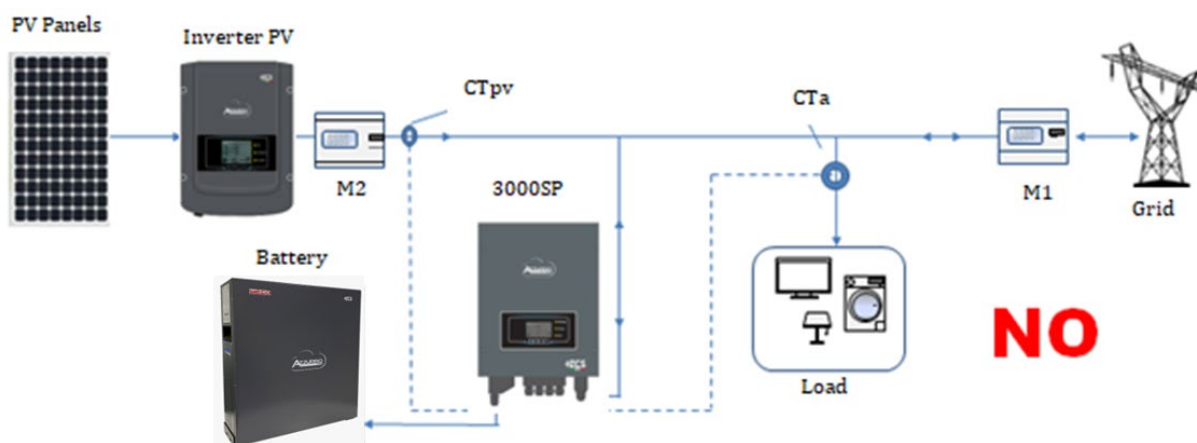 PV Panels
Inverter PV
CTpv
CTa
M2
3000SP
M1
Grid
Battery
Load
NO